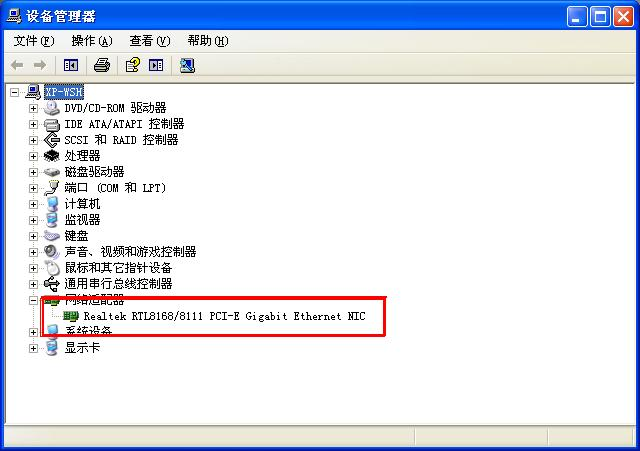 设备管理器
文件(F) 操作(A) 查看(V) 帮助(H)
XP-WSH
DVD/CD-ROM 驱动器
IDE ATA/ATAPI 控制器
SCSI 和 RAID 控制器
处理器
磁盘驱动器
端口 (COM 和 LPT)
计算机
监视器
键盘
声音、视频和游戏控制器
鼠标和其它指针设备
通用串行总线控制器
网络适配器
Realtek RTL8168/8111 PCI-E Gigabit Ethernet NIC
系统设备
显示卡